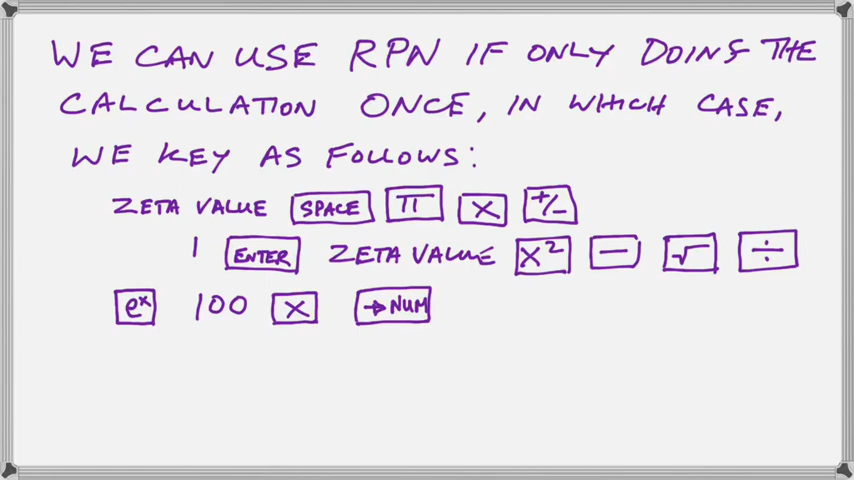 WE CAN USE RPN IF ONLY DOING THE
CALCULATION ONCE, IN WHICH CASE,
WE KEY AS FOLLOWS:
ZETA VALUE SPACE π × +/-
1 ENTER ZETA VALUE x² − √ ÷
eˣ 100 × →NUM